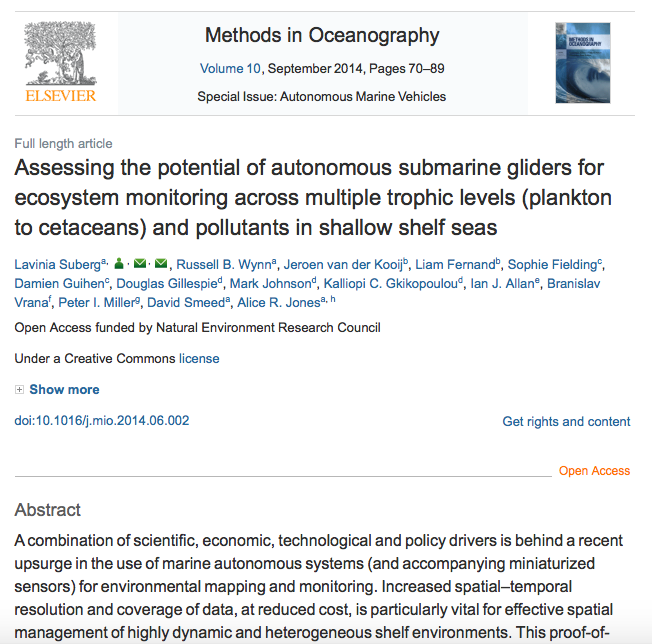 Methods in Oceanography
Volume 10, September 2014, Pages 70–89
Special Issue: Autonomous Marine Vehicles
ELSEVIER
METHODS IN
OCEANOGRAPHY
Full length article
Assessing the potential of autonomous submarine gliders for
ecosystem monitoring across multiple trophic levels (plankton
to cetaceans) and pollutants in shallow shelf seas
Lavinia Suberg a, · · , Russell B. Wynn a, Jeroen van der Kooij b, Liam Fernand b, Sophie Fielding c,
Damien Guihen c, Douglas Gillespie d, Mark Johnson d, Kalliopi C. Gkikopoulou d, Ian J. Allan e, Branislav
Vrana f, Peter I. Miller g, David Smeed a, Alice R. Jones a, h
Open Access funded by Natural Environment Research Council
Under a Creative Commons license
Show more
doi:10.1016/j.mio.2014.06.002
Get rights and content
Open Access
Abstract
A combination of scientific, economic, technological and policy drivers is behind a recent
upsurge in the use of marine autonomous systems (and accompanying miniaturized
sensors) for environmental mapping and monitoring. Increased spatial–temporal
resolution and coverage of data, at reduced cost, is particularly vital for effective spatial
management of highly dynamic and heterogeneous shelf environments. This proof-of-